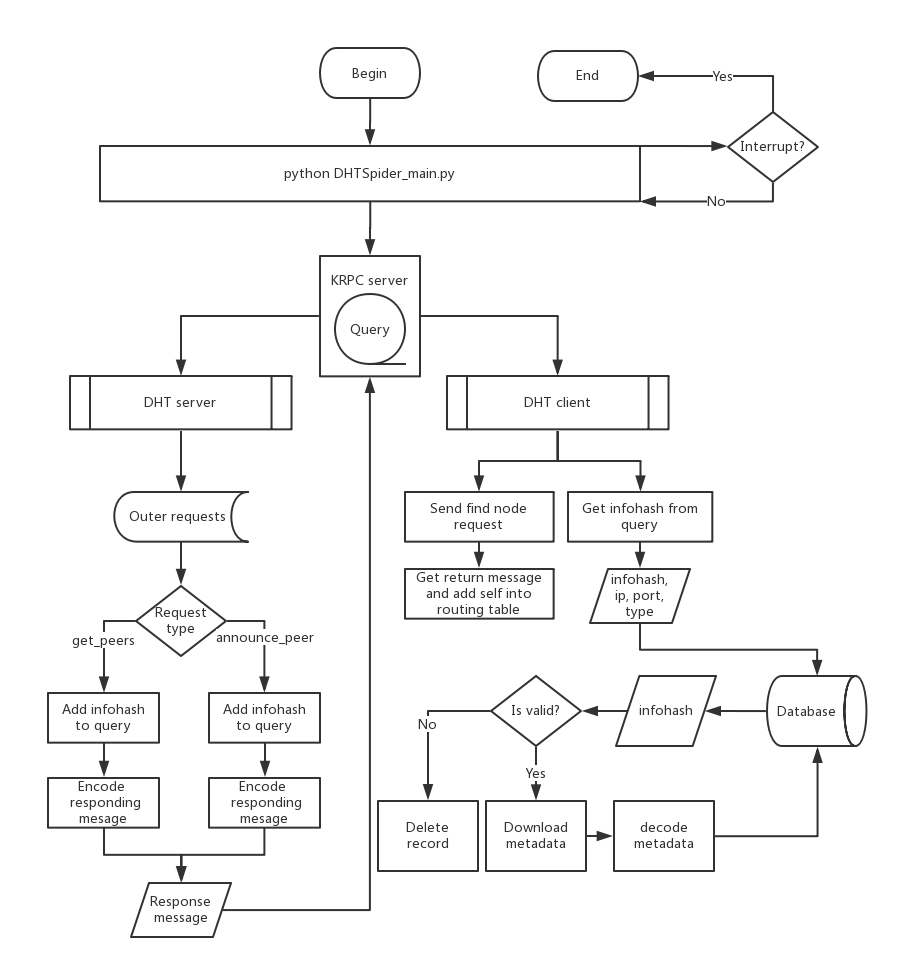 Begin
End
Yes
Interrupt?
python DHTSpider_main.py
No
KRPC server
Query
DHT server
DHT client
Outer requests
Send find node
request
Get infohash from
query
Get return message
and add self into
routing table
infohash,
ip, port,
type
Request
type
get_peers
announce_peer
Add infohash
to query
Add infohash
to query
Is valid?
infohash
Database
No
Yes
Encode
responding
mesage
Encode
responding
mesage
Delete
record
Download
metadata
decode
metadata
Response
message